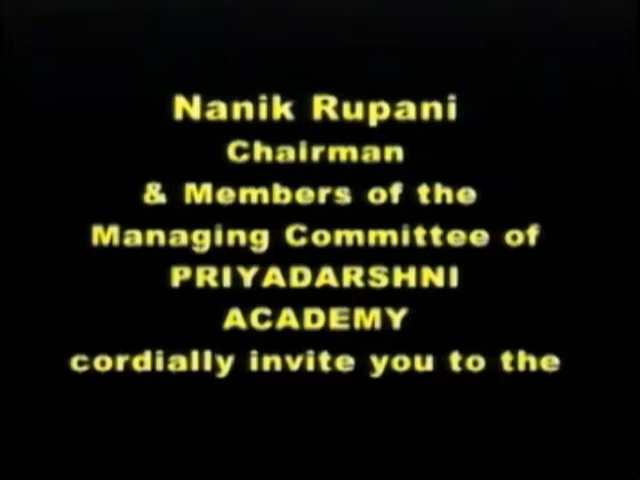 Nanik Rupani
Chairman
& Members of the
Managing Committee of
PRIYADARSHNI
ACADEMY
cordially invite you to the